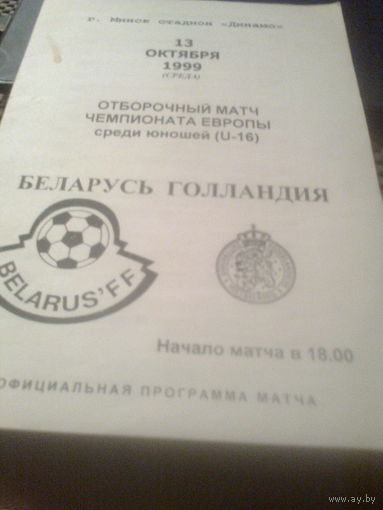 г. Минск стадион «Динамо»
13
ОКТЯБРЯ
1999
(СРЕДА)
ОТБОРОЧНЫЙ МАТЧ
ЧЕМПИОНАТА ЕВРОПЫ
среди юношей (U-16)
БЕЛАРУСЬ ГОЛЛАНДИЯ
BELARUS' FF
Начало матча в 18.00
ОФИЦИАЛЬНАЯ ПРОГРАММА МАТЧА
ay.by